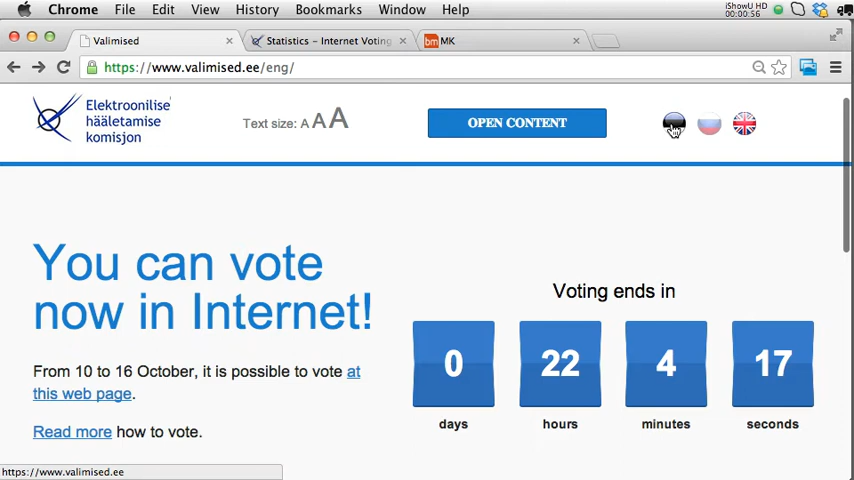 Chrome File Edit View History Bookmarks Window Help
iShowU HD
00:00:56
Valimised
Statistics – Internet Voting
MK
https://www.valimised.ee/eng/
Elektroonilise
hääletamise
komisjon
Text size: A A A
OPEN CONTENT
You can vote
now in Internet!
From 10 to 16 October, it is possible to vote at
this web page.
Read more how to vote.
Voting ends in
0 22 4 17
days hours minutes seconds
https://www.valimised.ee